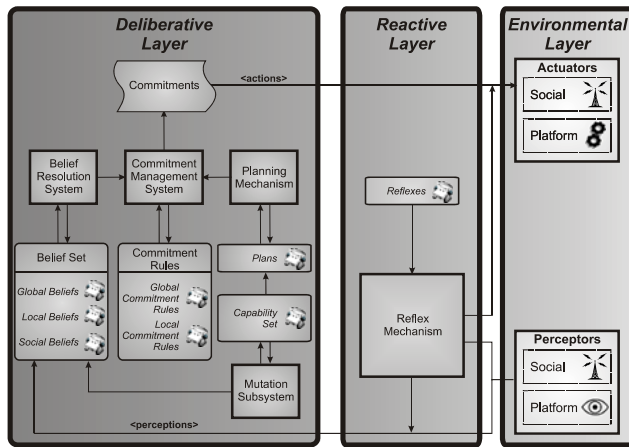 Deliberative
Layer
Reactive
Layer
Environmental
Layer
Commitments
<actions>
Actuators
Social
Platform
Belief
Resolution
System
Commitment
Management
System
Planning
Mechanism
Reflexes
Belief Set
Global Beliefs
Local Beliefs
Social Beliefs
Commitment
Rules
Global
Commitment
Rules
Local
Commitment
Rules
Plans
Capability
Set
Mutation
Subsystem
Reflex
Mechanism
Perceptors
Social
Platform
<perceptions>